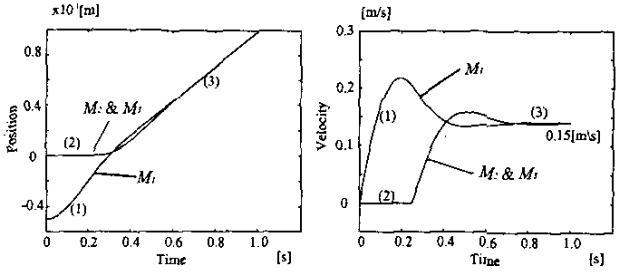 x10 ¹[m]
0.8
0.4
0
-0.4
Position
(1)
(2)
(3)
M₂ & M₁
M₁
0 0.2 0.4 0.6 0.8 1.0
Time
[s]
[m/s]
0.3
0.2
0.1
0
Velocity
(1)
(2)
(3)
M₁
M₂ & M₁
0.15[m\s]
0 0.2 0.4 0.6 0.8 1.0
Time
[s]